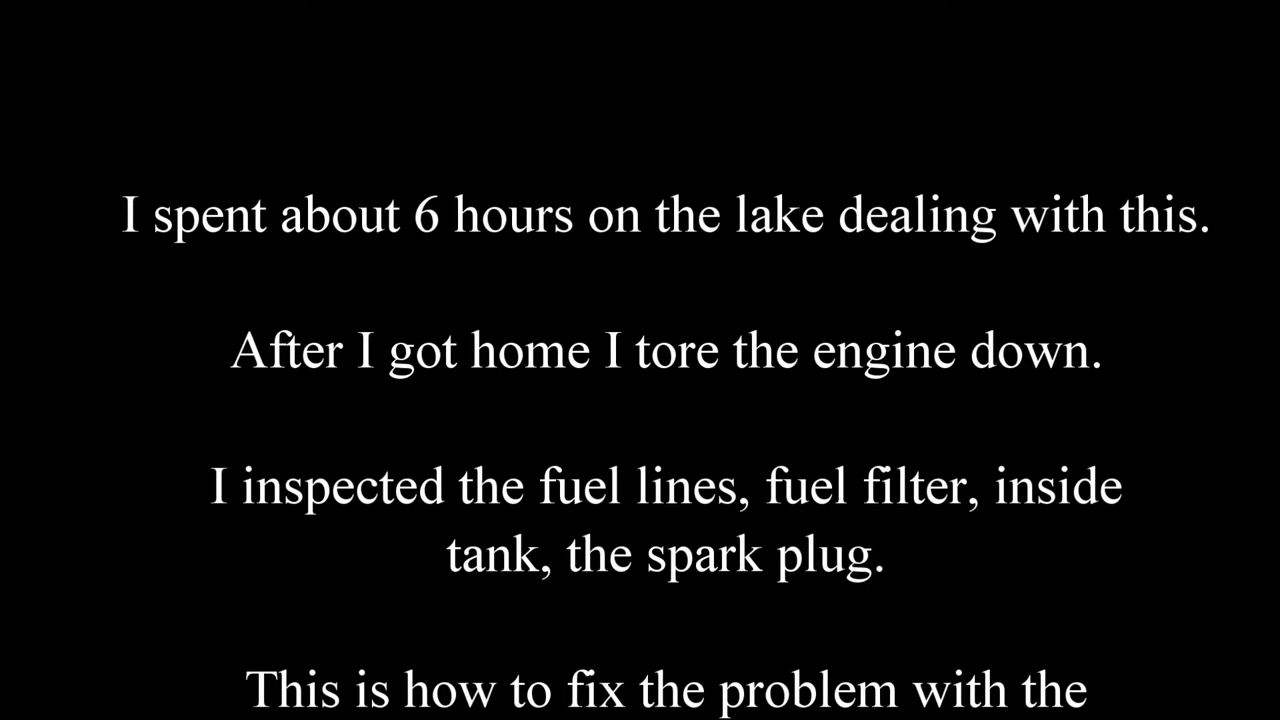 I spent about 6 hours on the lake dealing with this.
After I got home I tore the engine down.
I inspected the fuel lines, fuel filter, inside
tank, the spark plug.
This is how to fix the problem with the